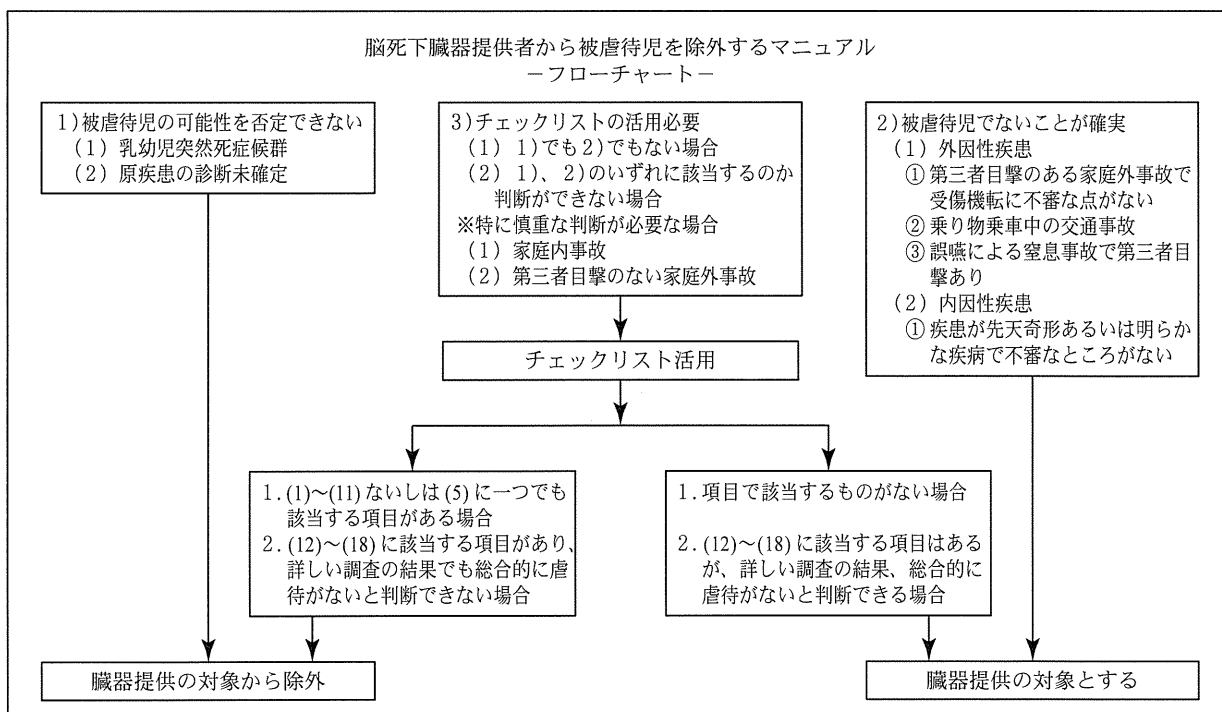 脳死下臓器提供者から被虐待児を除外するマニュアル
－フローチャート－
1)被虐待児の可能性を否定できない
(1) 乳幼児突然死症候群
(2) 原疾患の診断未確定
3)チェックリストの活用必要
(1) 1)でも2)でもない場合
(2) 1)、2)のいずれに該当するのか
判断ができない場合
※特に慎重な判断が必要な場合
(1) 家庭内事故
(2) 第三者目撃のない家庭外事故
2)被虐待児でないことが確実
(1) 外因性疾患
①第三者目撃のある家庭外事故で
受傷機転に不審な点がない
②乗り物乗車中の交通事故
③誤嚥による窒息事故で第三者目
撃あり
(2) 内因性疾患
①疾患が先天奇形あるいは明らか
な疾病で不審なところがない
チェックリスト活用
1.(1)～(11)ないしは(5)に一つでも
該当する項目がある場合
2.(12)～(18)に該当する項目があり、
詳しい調査の結果でも総合的に虐
待がないと判断できない場合
1.項目で該当するものがない場合
2.(12)～(18)に該当する項目はある
が、詳しい調査の結果、総合的に
虐待がないと判断できる場合
臓器提供の対象から除外
臓器提供の対象とする